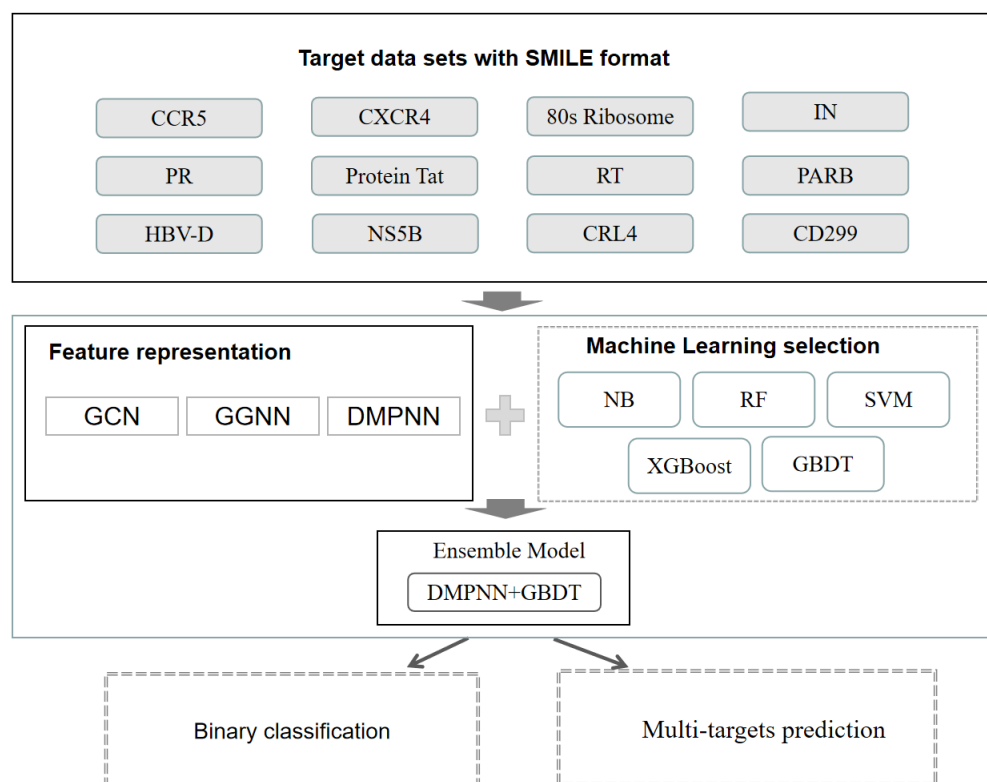 Target data sets with SMILE format
CCR5
CXCR4
80s Ribosome
IN
PR
Protein Tat
RT
PARB
HBV-D
NS5B
CRL4
CD299
Feature representation
GCN
GGNN
DMPNN
Machine Learning selection
NB
RF
SVM
XGBoost
GBDT
Ensemble Model
DMPNN+GBDT
Binary classification
Multi-targets prediction